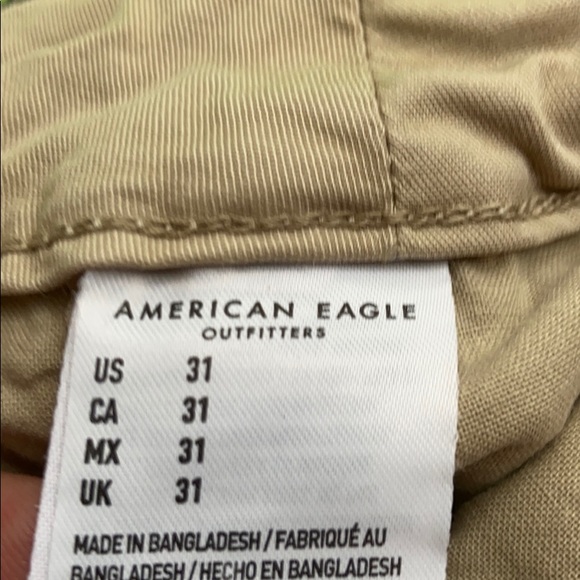 AMERICAN EAGLE
OUTFITTERS
US 31
CA 31
MX 31
UK 31
MADE IN BANGLADESH / FABRIQUÉ AU
BANGLADESH / HECHO EN BANGLADESH